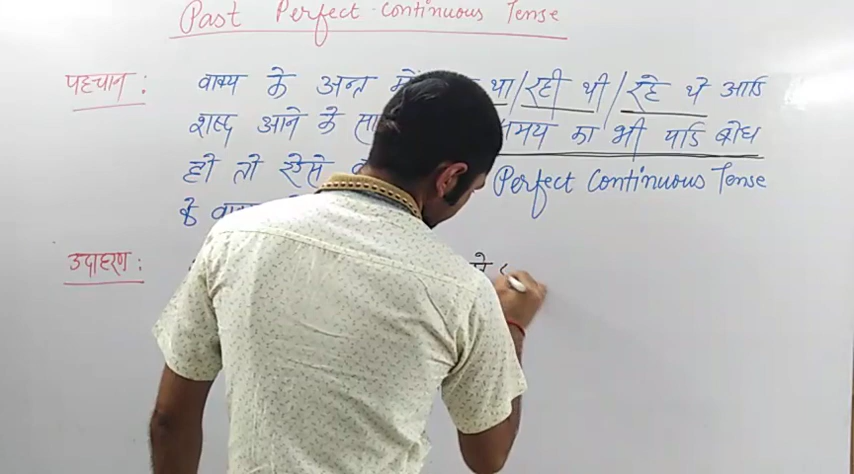 Past Perfect Continuous Tense
पहचान : वाक्य के अन्त में था / रही थी / रहे थे आदि
शब्द आने के समय का भी यदि बोध
हो तो ऐसे Perfect Continuous Tense
के
उदाहरण : से